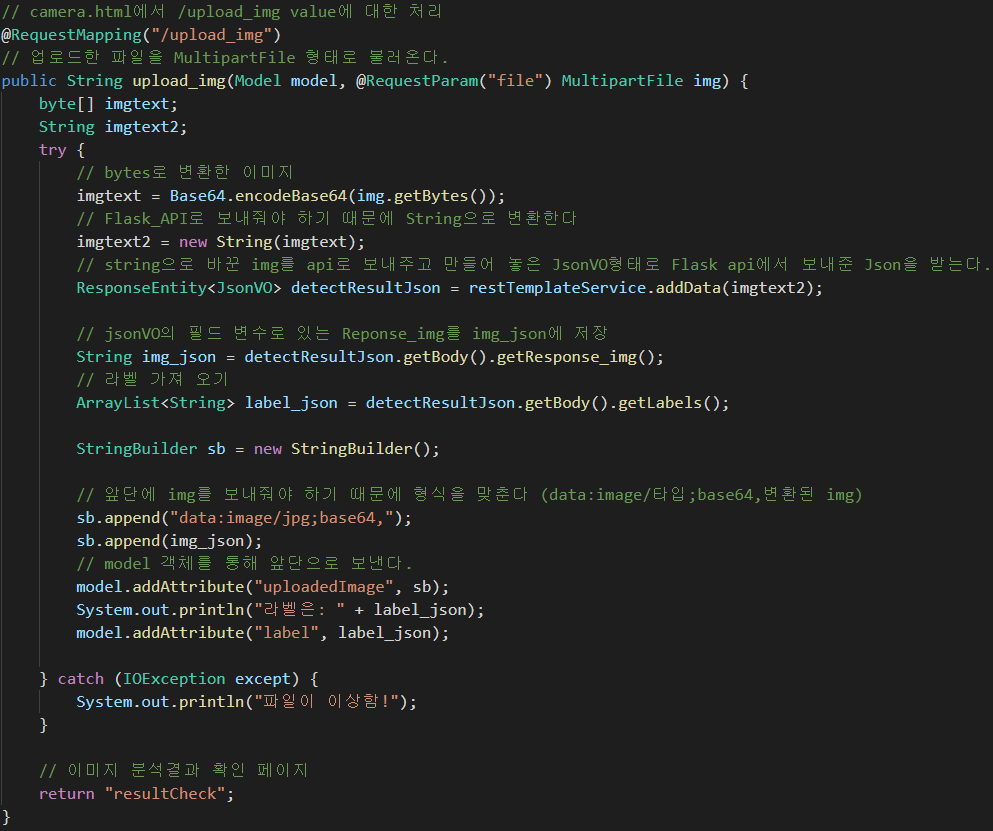 // camera.html에서 /upload_img value에 대한 처리
@RequestMapping("/upload_img")
// 업로드한 파일을 MultipartFile 형태로 불러온다.
public String upload_img(Model model, @RequestParam("file") MultipartFile img) {
    byte[] imgtext;
    String imgtext2;
    try {
        // bytes로 변환한 이미지
        imgtext = Base64.encodeBase64(img.getBytes());
        // Flask_API로 보내줘야 하기 때문에 String으로 변환한다
        imgtext2 = new String(imgtext);
        // string으로 바꾼 img를 api로 보내주고 만들어 놓은 JsonVO형태로 Flask api에서 보내준 Json을 받는다.
        ResponseEntity<JsonVO> detectResultJson = restTemplateService.addData(imgtext2);

        // jsonVO의 필드 변수로 있는 Reponse_img를 img_json에 저장
        String img_json = detectResultJson.getBody().getResponse_img();
        // 라벨 가져 오기
        ArrayList<String> label_json = detectResultJson.getBody().getLabels();

        StringBuilder sb = new StringBuilder();

        // 앞단에 img를 보내줘야 하기 때문에 형식을 맞춘다 (data:image/타입;base64,변환된 img)
        sb.append("data:image/jpg;base64,");
        sb.append(img_json);
        // model 객체를 통해 앞단으로 보낸다.
        model.addAttribute("uploadedImage", sb);
        System.out.println("라벨은: " + label_json);
        model.addAttribute("label", label_json);

    } catch (IOException except) {
        System.out.println("파일이 이상함!");
    }

    // 이미지 분석결과 확인 페이지
    return "resultCheck";
}